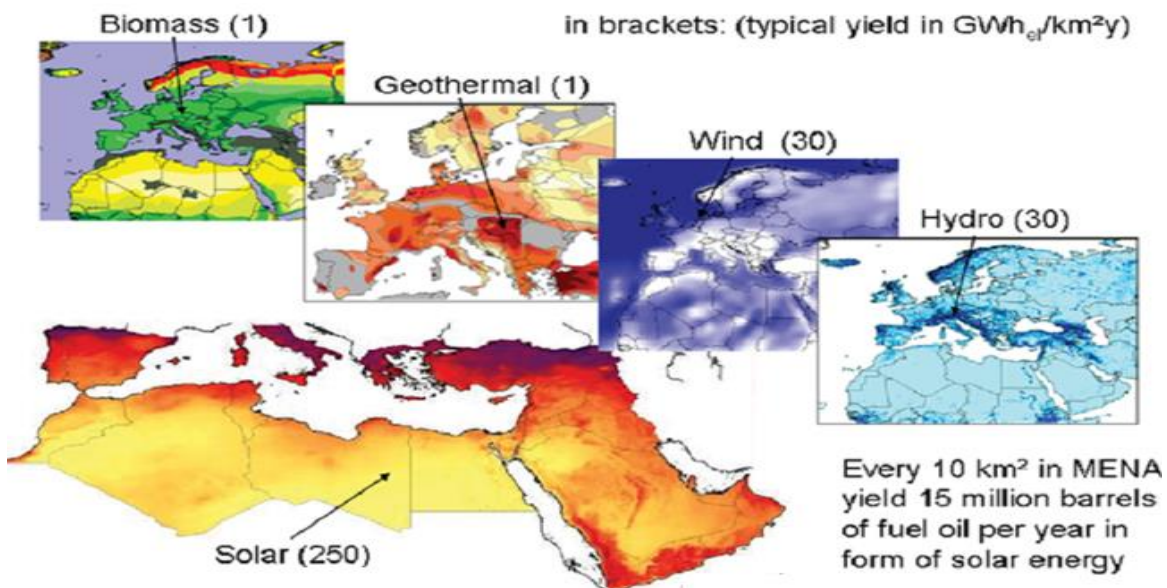 Biomass (1)
in brackets: (typical yield in GWhel/km²y)
Geothermal (1)
Wind (30)
Hydro (30)
Solar (250)
Every 10 km² in MENA
yield 15 million barrels
of fuel oil per year in
form of solar energy